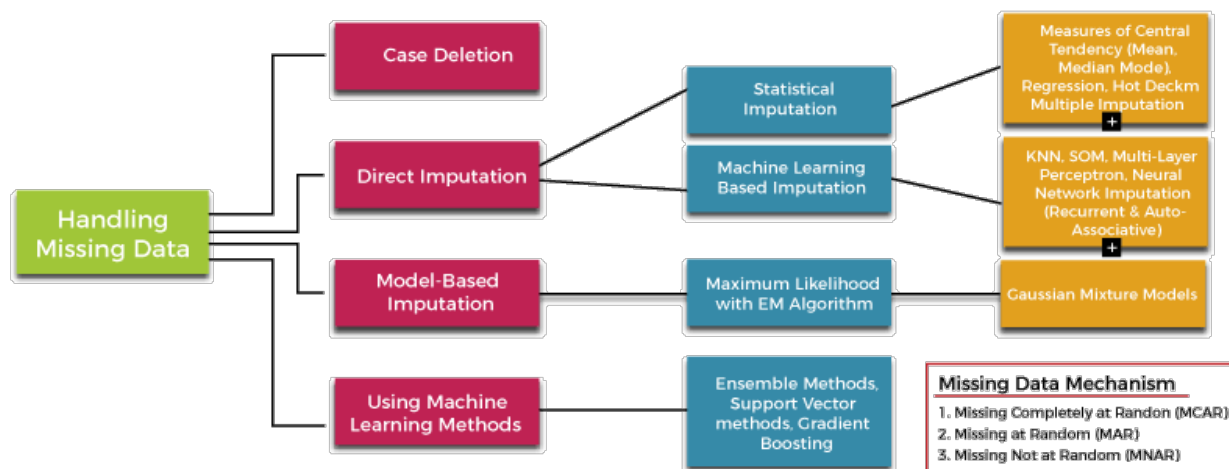 Handling
Missing Data
Case Deletion
Direct Imputation
Model-Based
Imputation
Using Machine
Learning Methods
Statistical
Imputation
Machine Learning
Based Imputation
Maximum Likelihood
with EM Algorithm
Ensemble Methods,
Support Vector
methods, Gradient
Boosting
Measures of Central
Tendency (Mean,
Median Mode),
Regression, Hot Deckm
Multiple Imputation
+
KNN, SOM, Multi-Layer
Perceptron, Neural
Network Imputation
(Recurrent & Auto-
Associative)
+
Gaussian Mixture Models
Missing Data Mechanism
1. Missing Completely at Randon (MCAR)
2. Missing at Random (MAR)
3. Missing Not at Random (MNAR)